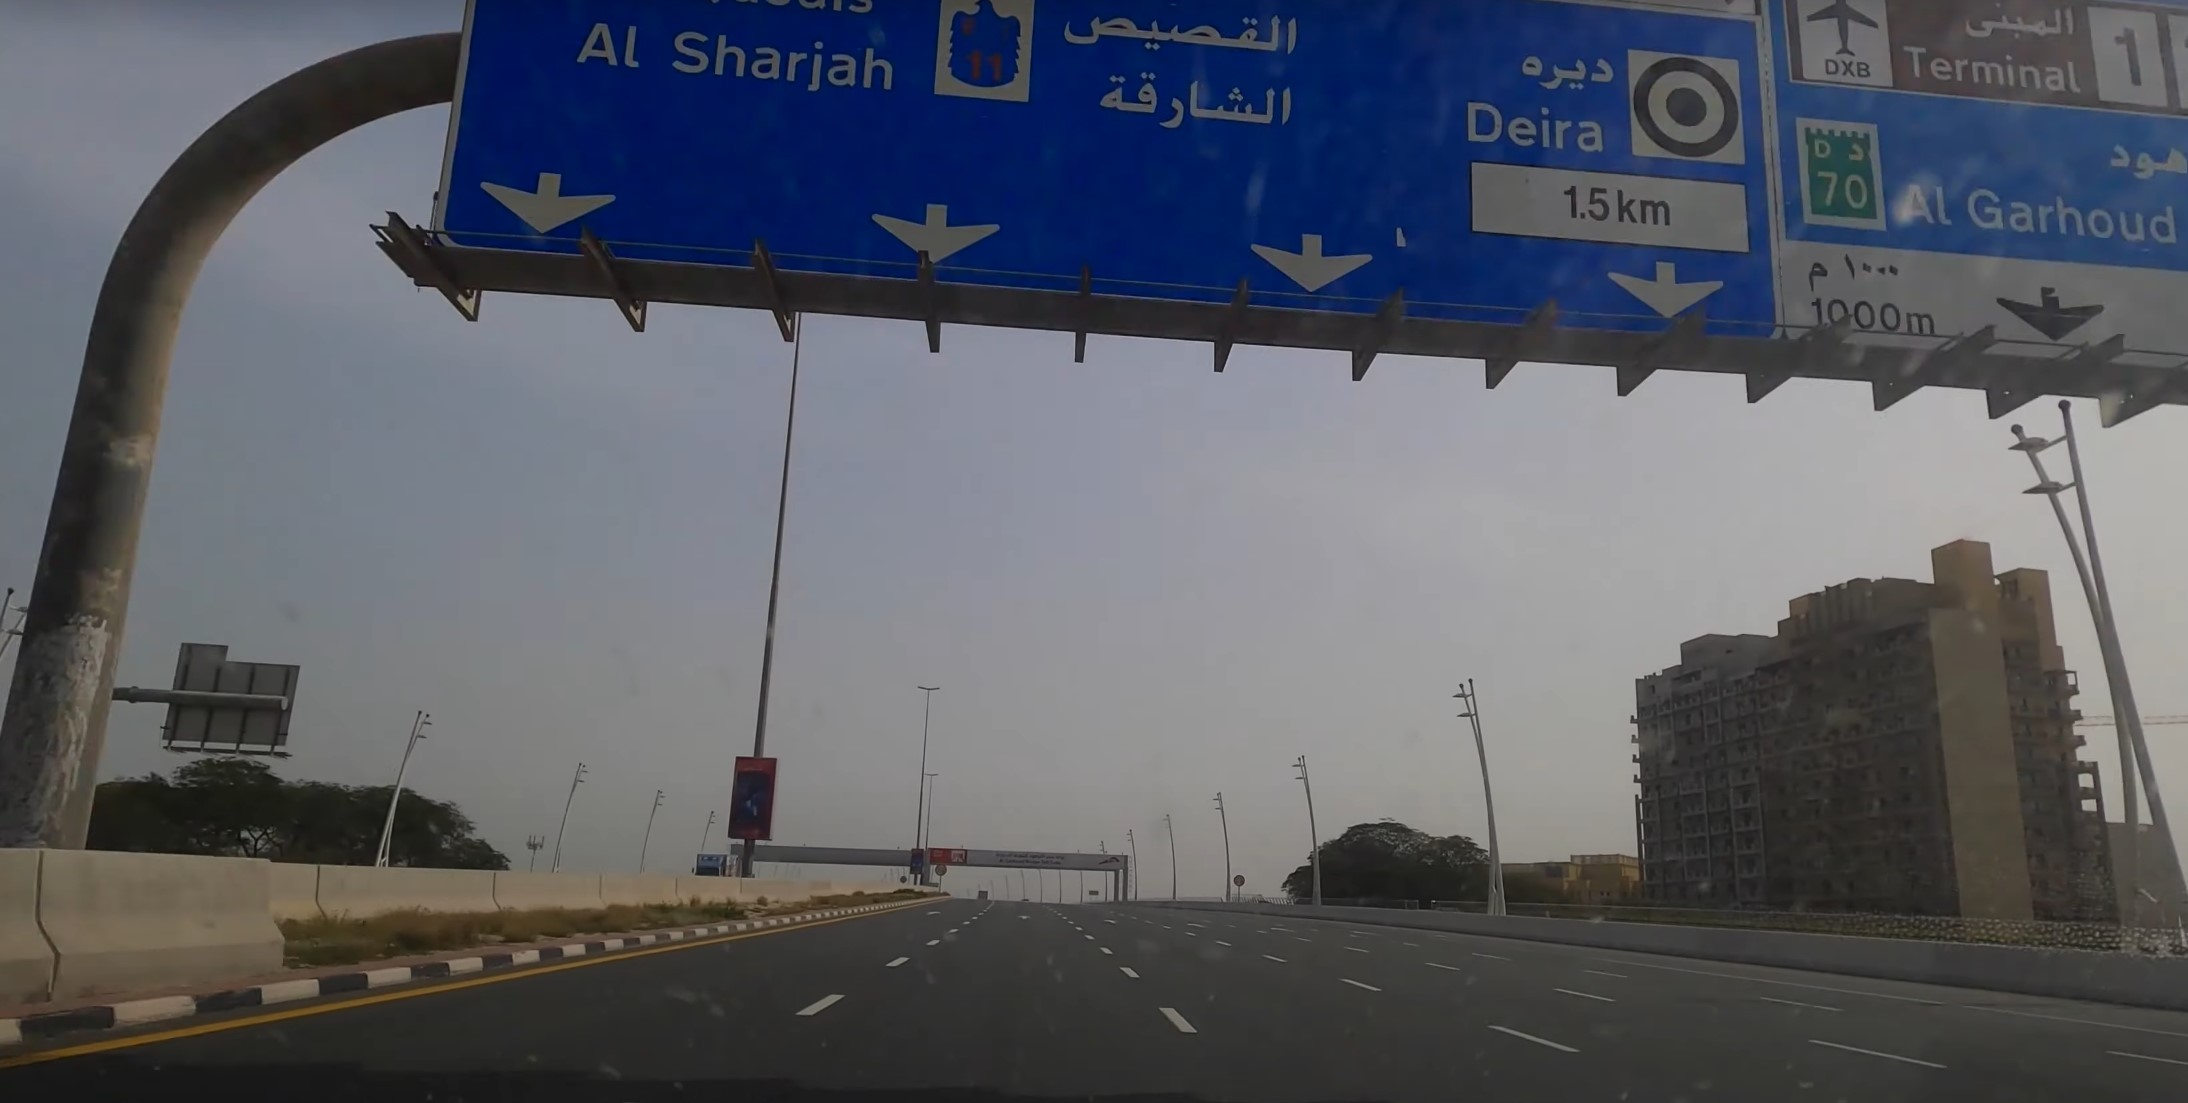 Al Sharjah
11
القصيص
الشارقة
ديره
Deira
1.5 km
DXB
المبنى
Terminal
1
D د
70
Al Garhoud
١٠٠٠ م
1000m